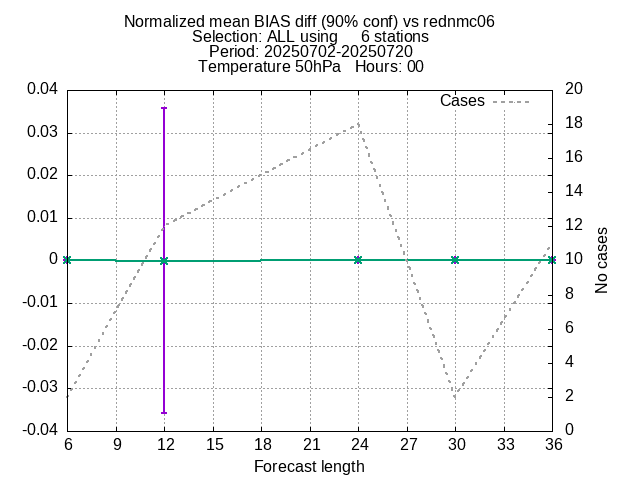 Normalized mean BIAS diff (90% conf) vs rednmc06
Selection: ALL using     6 stations
Period: 20250702-20250720
Temperature 50hPa   Hours: 00
Cases
0.04
0.03
0.02
0.01
0
-0.01
-0.02
-0.03
-0.04
20
18
16
14
12
10
8
6
4
2
0
No cases
6 9 12 15 18 21 24 27 30 33 36
Forecast length